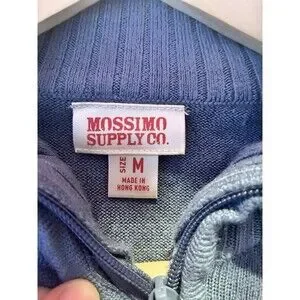 MOSSIMO
SUPPLY CO.
SIZE M
MADE IN
HONG KONG